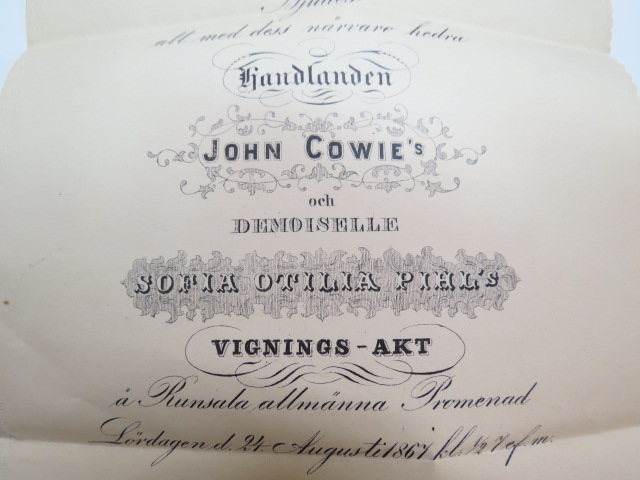 att med dess närvaro hedra
Handlanden
JOHN COWIE'S
och
DEMOISELLE
SOFIA OTILIA PIHL'S
VIGNINGS-AKT
å Runsala allmänna Promenad
Lördagen d. 24 Augusti 1867 kl. ½ 7 ef. m.